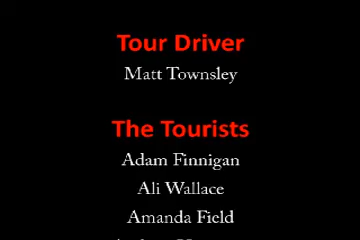 Tour Driver
Matt Townsley
The Tourists
Adam Finnigan
Ali Wallace
Amanda Field